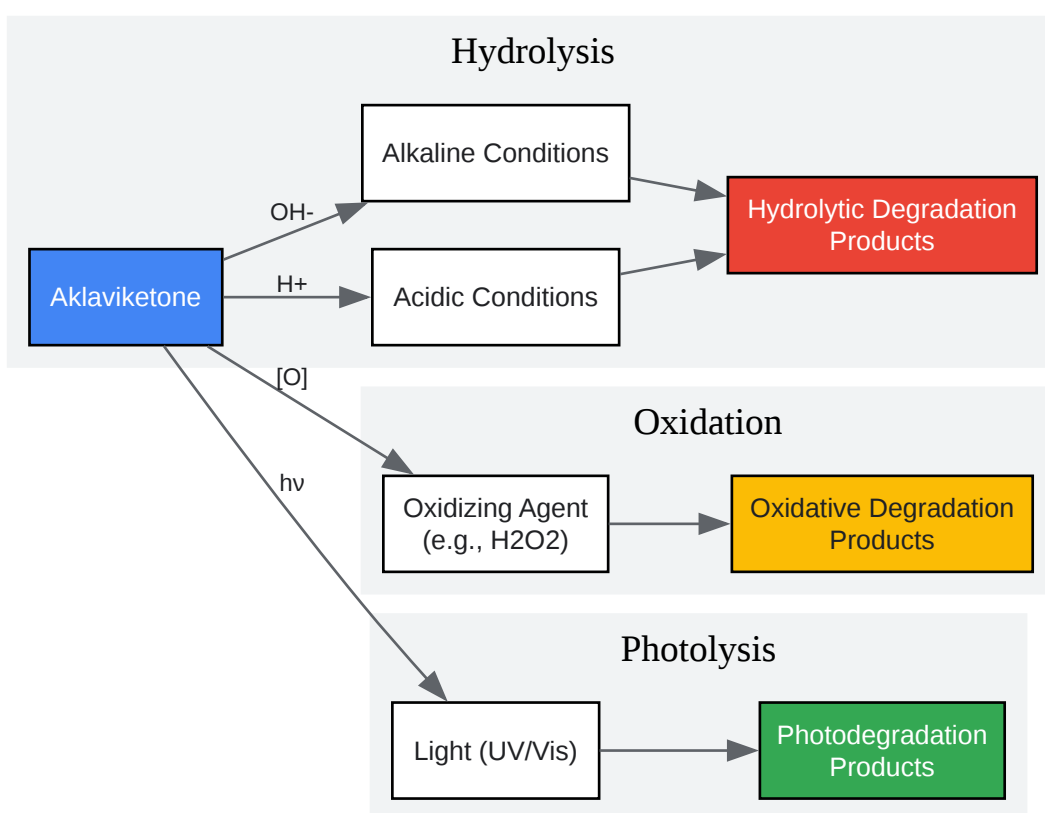 Hydrolysis
Alkaline Conditions
OH-
Hydrolytic Degradation
Products
Aklaviketone
H+
Acidic Conditions
[O]
Oxidation
hν
Oxidizing Agent
(e.g., H2O2)
Oxidative Degradation
Products
Photolysis
Light (UV/Vis)
Photodegradation
Products